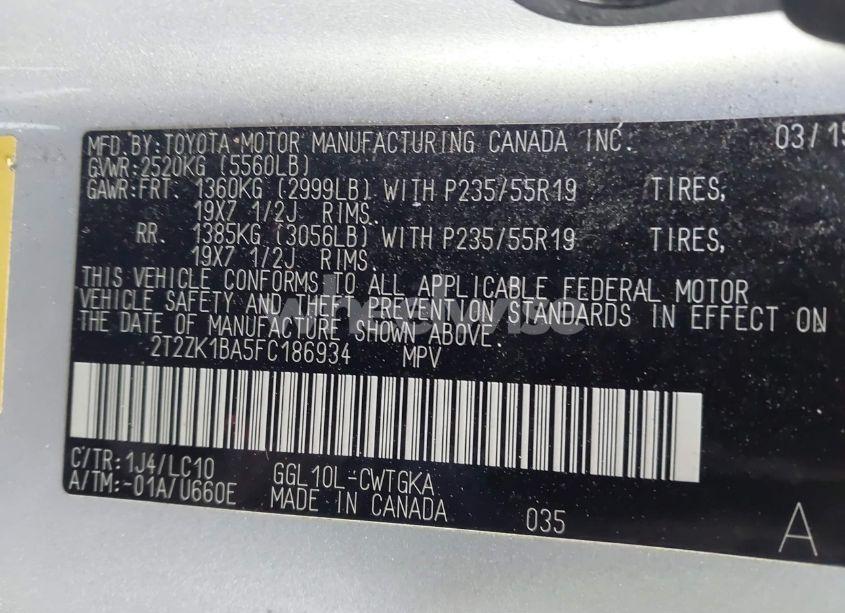 MFD. BY: TOYOTA MOTOR MANUFACTURING CANADA INC. 03/15
GVWR: 2520KG (5560LB)
GAWR: FRT. 1360KG (2999LB) WITH P235/55R19 TIRES,
19X7 1/2J RIMS.
RR. 1385KG (3056LB) WITH P235/55R19 TIRES,
19X7 1/2J RIMS.
THIS VEHICLE CONFORMS TO ALL APPLICABLE FEDERAL MOTOR
VEHICLE SAFETY AND THEFT PREVENTION STANDARDS IN EFFECT ON
THE DATE OF MANUFACTURE SHOWN ABOVE.
2T2ZK1BA5FC186934 MPV
C/TR: 1J4/LC10 GGL10L-CWTGKA
A/TM: -01A/U660E MADE IN CANADA 035 A